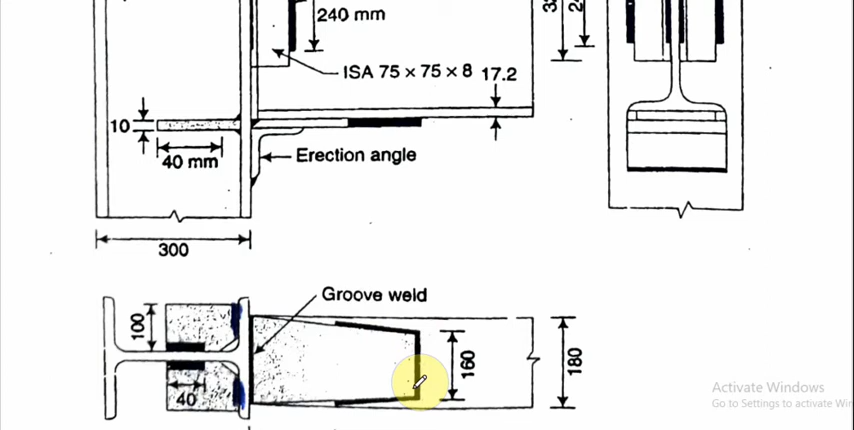 240 mm
ISA 75 × 75 × 8
17.2
10
40 mm
Erection angle
300
Groove weld
100
40
160
180
Activate Windows
Go to Settings to activate Win